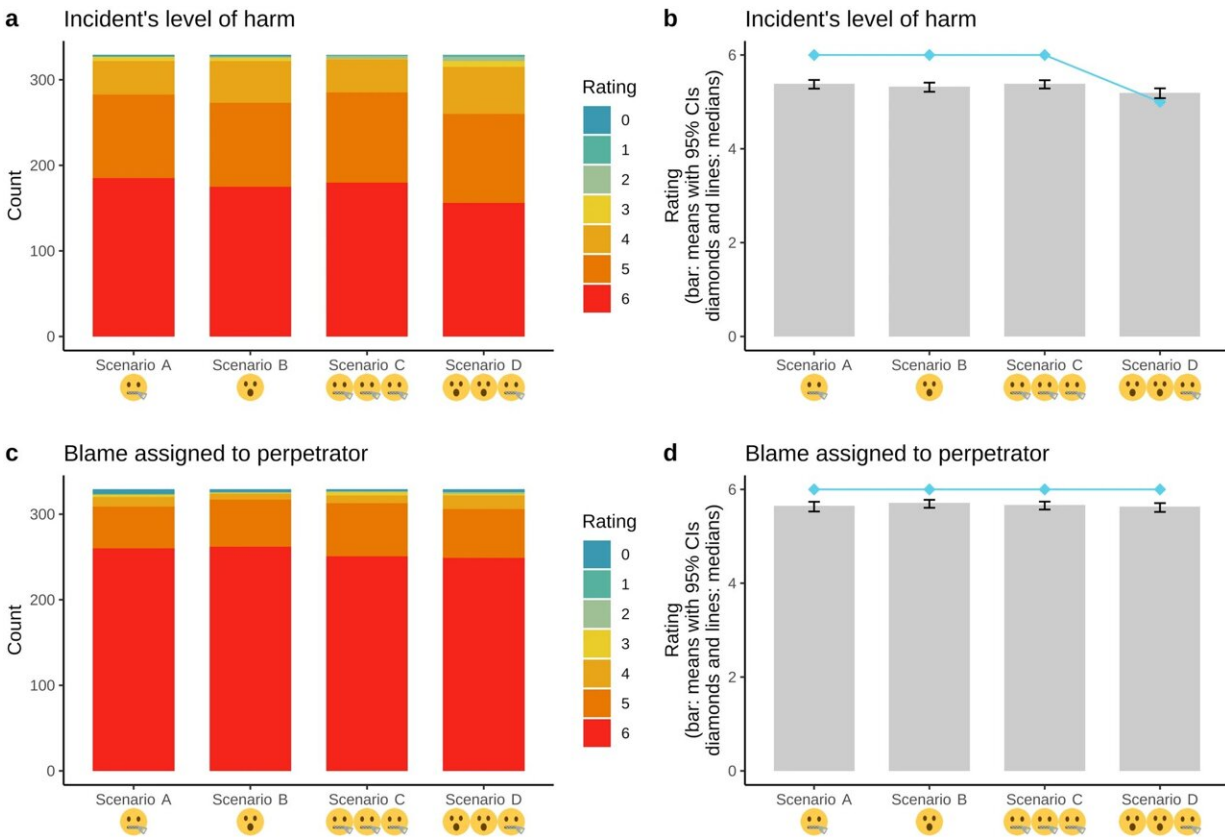 a Incident's level of harm
Count
300
200
100
0
Scenario A
Scenario B
Scenario C
Scenario D
Rating
0
1
2
3
4
5
6
b Incident's level of harm
Rating
(bar: means with 95% CIs
diamonds and lines: medians)
6
4
2
0
Scenario A
Scenario B
Scenario C
Scenario D
c Blame assigned to perpetrator
Count
300
200
100
0
Scenario A
Scenario B
Scenario C
Scenario D
Rating
0
1
2
3
4
5
6
d Blame assigned to perpetrator
Rating
(bar: means with 95% CIs
diamonds and lines: medians)
6
4
2
0
Scenario A
Scenario B
Scenario C
Scenario D